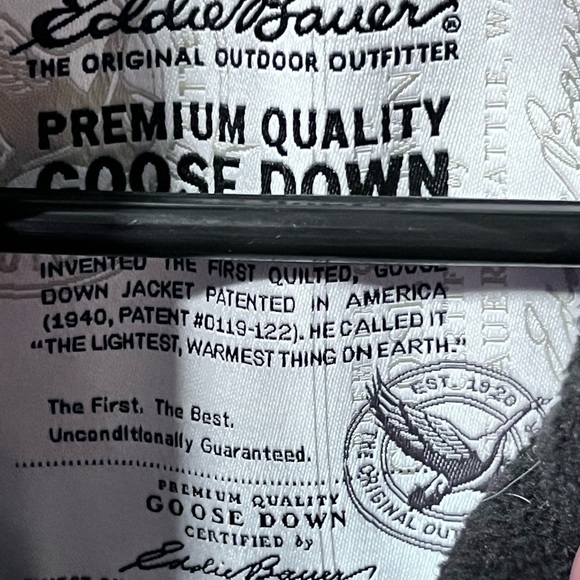 Eddie Bauer®
THE ORIGINAL OUTDOOR OUTFITTER
PREMIUM QUALITY
GOOSE DOWN
INVENTED THE FIRST QUILTED, GOOSE
DOWN JACKET PATENTED IN AMERICA
(1940, PATENT #D119-122). HE CALLED IT
“THE LIGHTEST, WARMEST THING ON EARTH.”
EST. 1920
THE ORIGINAL
The First. The Best.
Unconditionally Guaranteed.
PREMIUM QUALITY
GOOSE DOWN
CERTIFIED by
Eddie Bauer